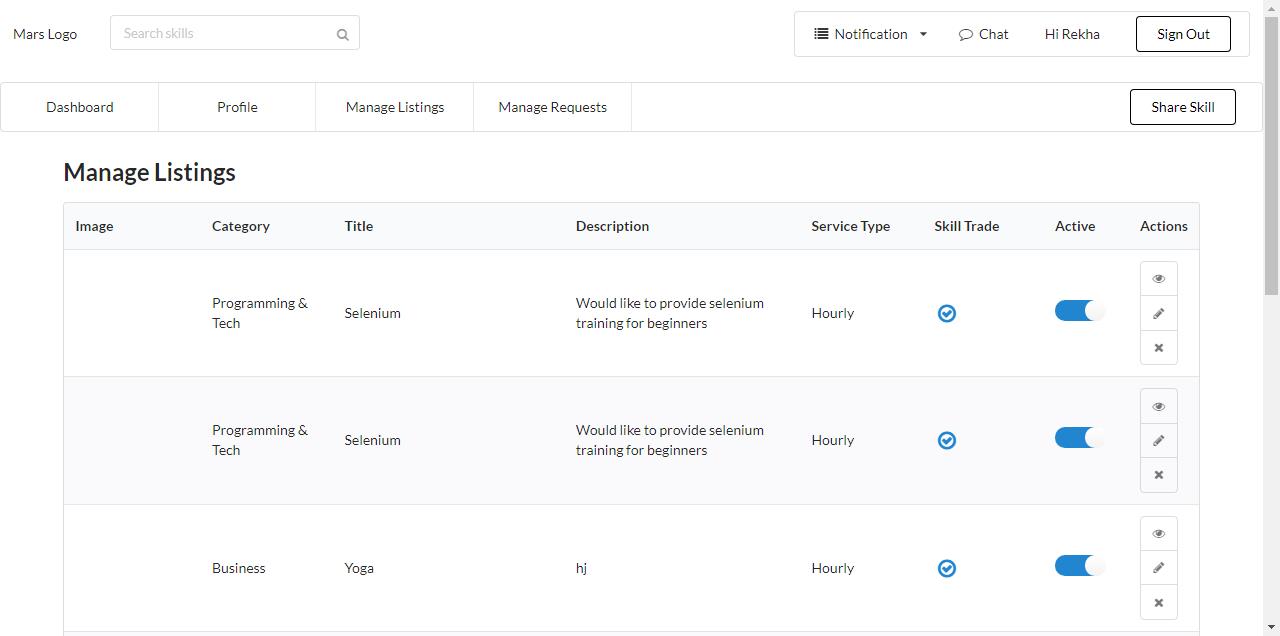 Mars Logo
Search skills
Notification
Chat
Hi Rekha
Sign Out
Dashboard
Profile
Manage Listings
Manage Requests
Share Skill
Manage Listings
Image Category Title Description Service Type Skill Trade Active Actions
Programming &
Tech
Selenium
Would like to provide selenium
training for beginners
Hourly
Programming &
Tech
Selenium
Would like to provide selenium
training for beginners
Hourly
Business
Yoga
hj
Hourly